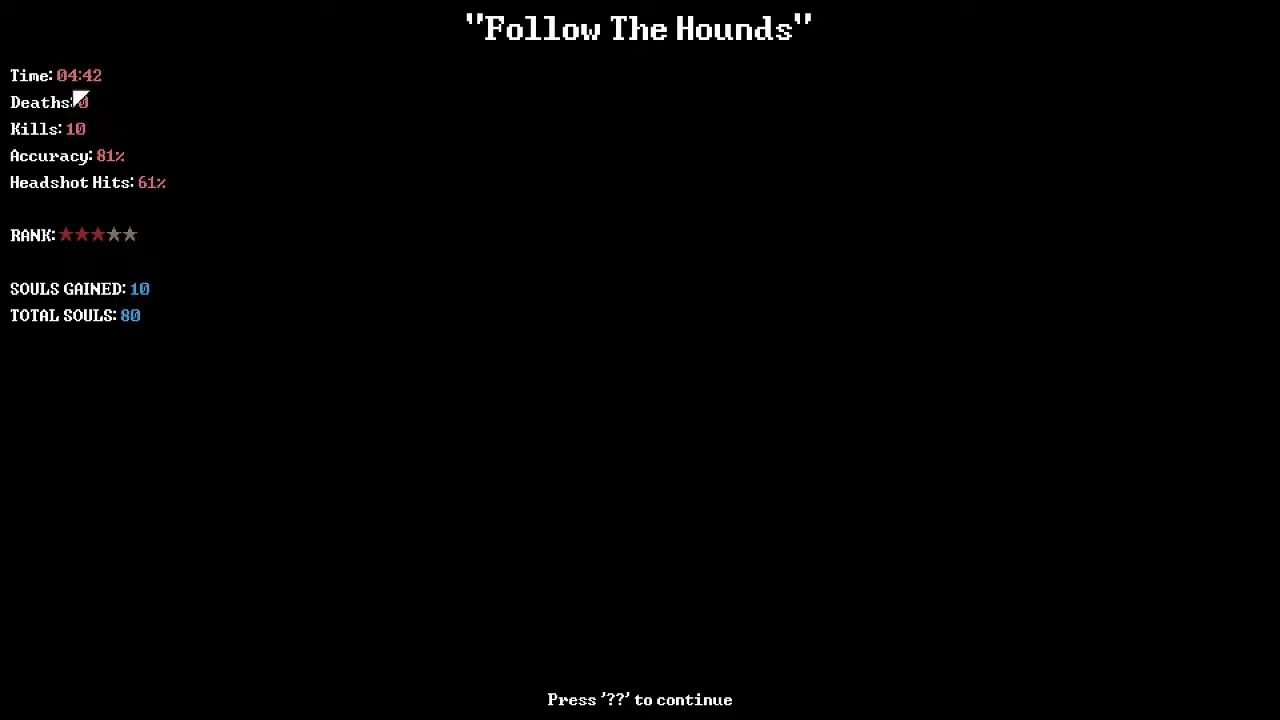 "Follow The Hounds"
Time: 04:42
Deaths: 0
Kills: 10
Accuracy: 81%
Headshot Hits: 61%
RANK: ★★★★★
SOULS GAINED: 10
TOTAL SOULS: 80
Press '??' to continue